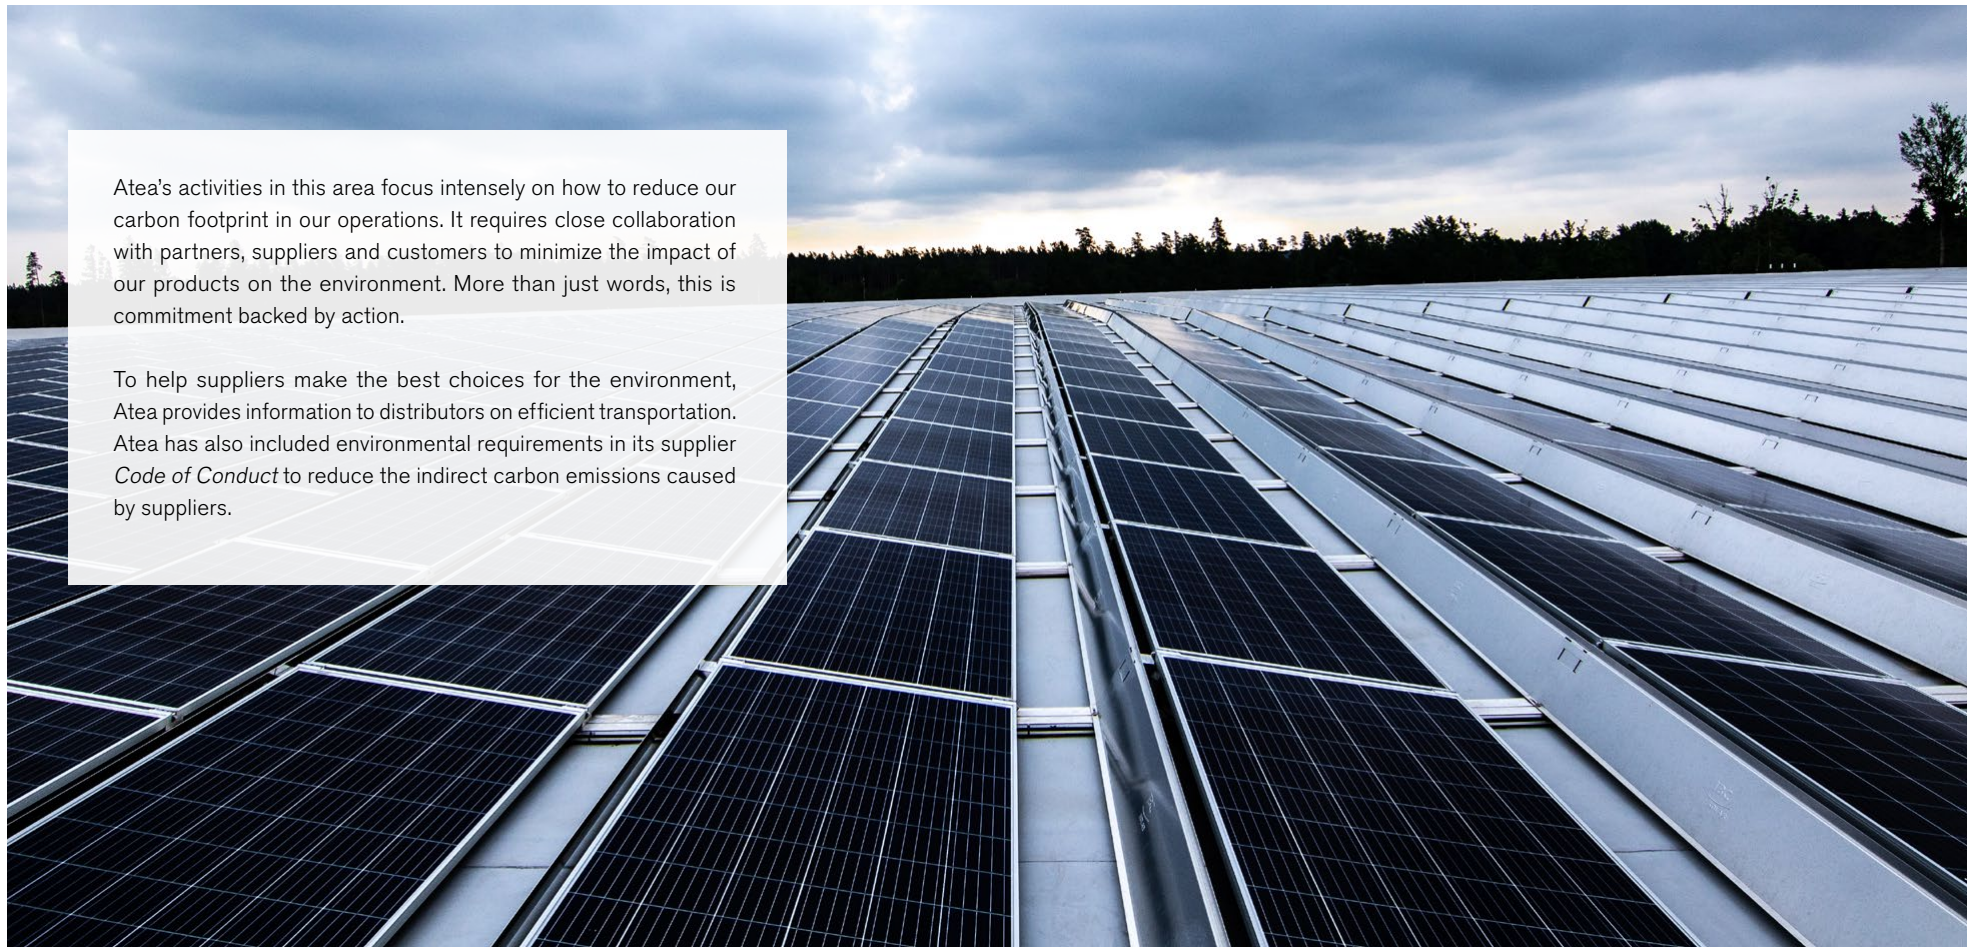 Atea’s activities in this area focus intensely on how to reduce our
carbon footprint in our operations. It requires close collaboration
with partners, suppliers and customers to minimize the impact of
our products on the environment. More than just words, this is
commitment backed by action.
To help suppliers make the best choices for the environment,
Atea provides information to distributors on efficient transportation.
Atea has also included environmental requirements in its supplier
Code of Conduct to reduce the indirect carbon emissions caused
by suppliers.